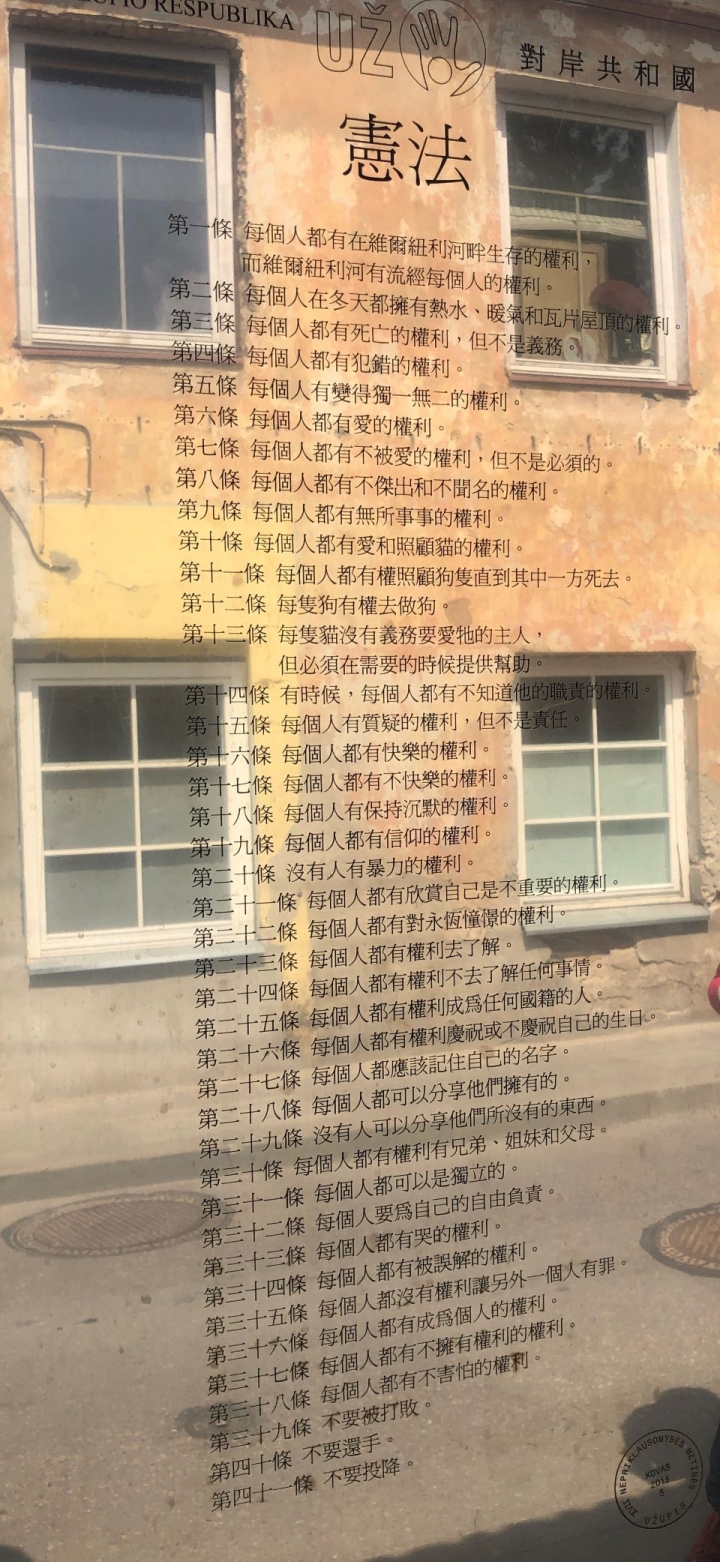 RESPUBLIKA
UŽ
對岸共和國
憲法
第一條 每個人都有在維爾紐利河畔生存的權利，
而維爾紐利河有流經每個人的權利。
第二條 每個人在冬天都擁有熱水、暖氣和瓦片屋頂的權利。
第三條 每個人都有死亡的權利，但不是義務。
第四條 每個人都有犯錯的權利。
第五條 每個人有變得獨一無二的權利。
第六條 每個人都有愛的權利。
第七條 每個人都有不被愛的權利，但不是必須的。
第八條 每個人都有不傑出和不聞名的權利。
第九條 每個人都有無所事事的權利。
第十條 每個人都有愛和照顧貓的權利。
第十一條 每個人都有權照顧狗隻直到其中一方死去。
第十二條 每隻狗有權去做狗。
第十三條 每隻貓沒有義務要愛牠的主人，
但必須在需要的時候提供幫助。
第十四條 有時候，每個人都有不知道他的職責的權利。
第十五條 每個人有質疑的權利，但不是責任。
第十六條 每個人都有快樂的權利。
第十七條 每個人都有不快樂的權利。
第十八條 每個人有保持沉默的權利。
第十九條 每個人都有信仰的權利。
第二十條 沒有人有暴力的權利。
第二十一條 每個人都有欣賞自己是不重要的權利。
第二十二條 每個人都有對永恆憧憬的權利。
第二十三條 每個人都有權利去了解。
第二十四條 每個人都有權利不去了解任何事情。
第二十五條 每個人都有權利成爲任何國籍的人。
第二十六條 每個人都有權利慶祝或不慶祝自己的生日。
第二十七條 每個人都應該記住自己的名字。
第二十八條 每個人都可以分享他們擁有的。
第二十九條 沒有人可以分享他們所沒有的東西。
第三十條 每個人都有權利有兄弟、姐妹和父母。
第三十一條 每個人都可以是獨立的。
第三十二條 每個人要爲自己的自由負責。
第三十三條 每個人都有哭的權利。
第三十四條 每個人都有被誤解的權利。
第三十五條 每個人都沒有權利讓另外一個人有罪。
第三十六條 每個人都有成爲個人的權利。
第三十七條 每個人都有不擁有權利的權利。
第三十八條 每個人都有不害怕的權利。
第三十九條 不要被打敗。
第四十條 不要還手。
第四十一條 不要投降。
XVII NEPRIKLAUSOMYBĖS METINĖS
KOVAS
UŽUPIS